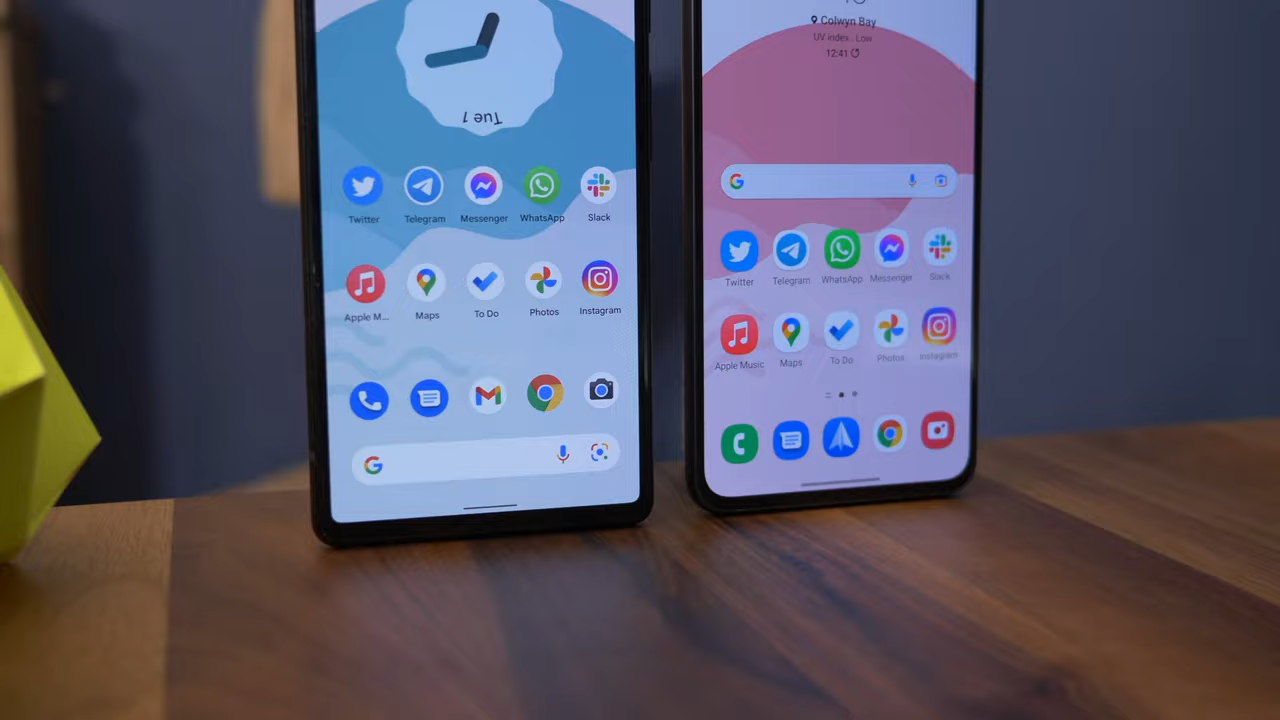 Tue 1
Twitter Telegram Messenger WhatsApp Slack
Apple M... Maps To Do Photos Instagram
Colwyn Bay
UV index . Low
12:41
Twitter Telegram WhatsApp Messenger Slack
Apple Music Maps To Do Photos Instagram